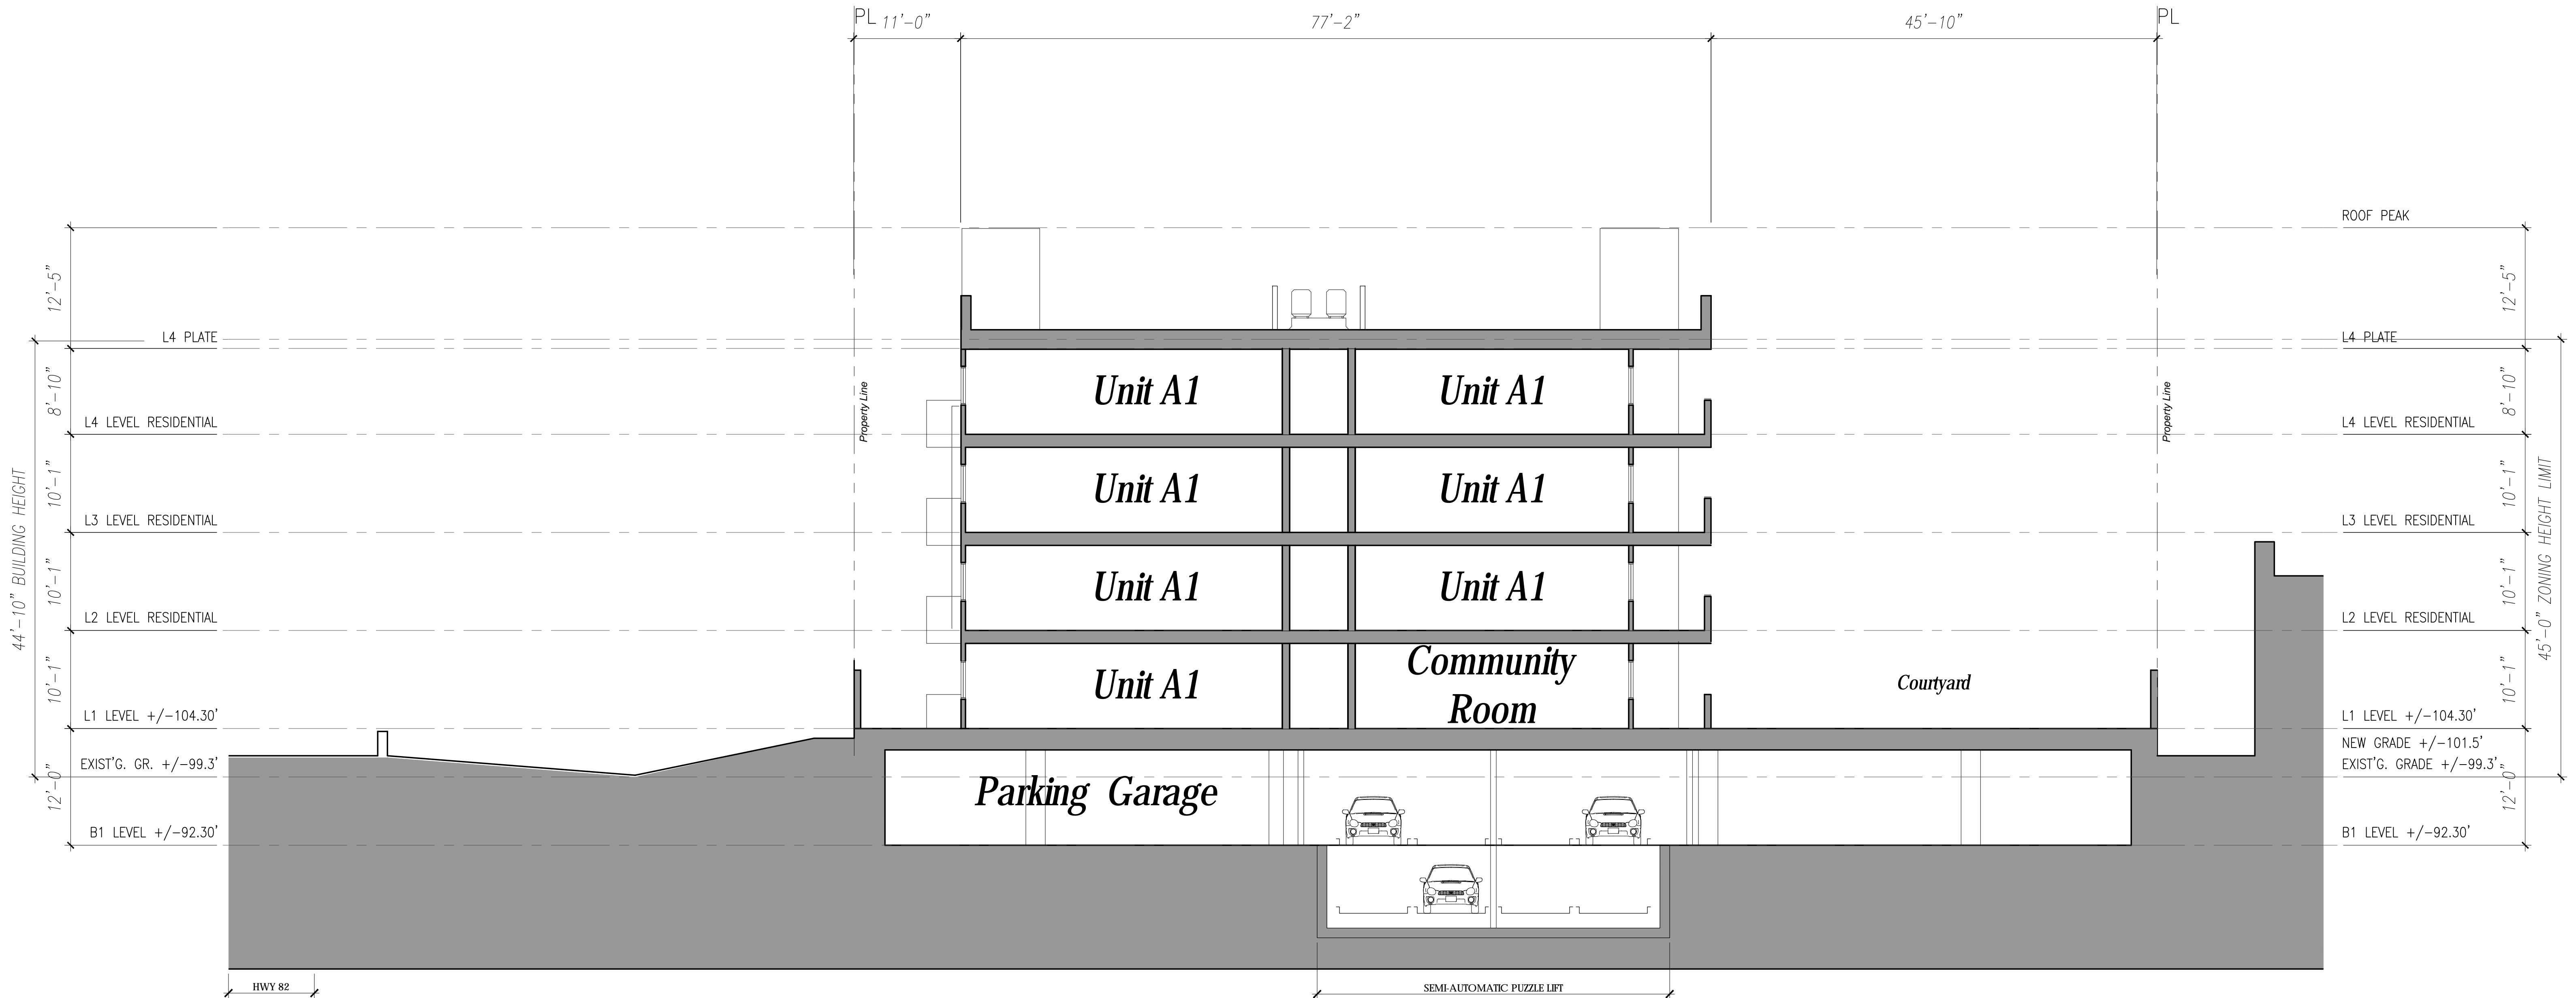 PL 11'-0" 77'-2" 45'-10" PL
ROOF PEAK
12'-5" 12'-5"
L4 PLATE L4 PLATE
8'-10" Property Line Unit A1 Unit A1 Property Line 8'-10"
L4 LEVEL RESIDENTIAL L4 LEVEL RESIDENTIAL
44'-10" BUILDING HEIGHT 10'-1" Unit A1 Unit A1 10'-1" 45'-0" ZONING HEIGHT LIMIT
L3 LEVEL RESIDENTIAL L3 LEVEL RESIDENTIAL
10'-1" Unit A1 Unit A1 10'-1"
L2 LEVEL RESIDENTIAL L2 LEVEL RESIDENTIAL
10'-1" Unit A1 Community 10'-1"
Room
Courtyard
L1 LEVEL +/-104.30' L1 LEVEL +/-104.30'
NEW GRADE +/-101.5'
EXIST'G. GR. +/-99.3' EXIST'G. GRADE +/-99.3'
12'-0" Parking Garage 12'-0"
B1 LEVEL +/-92.30' B1 LEVEL +/-92.30'
HWY 82 SEMI-AUTOMATIC PUZZLE LIFT